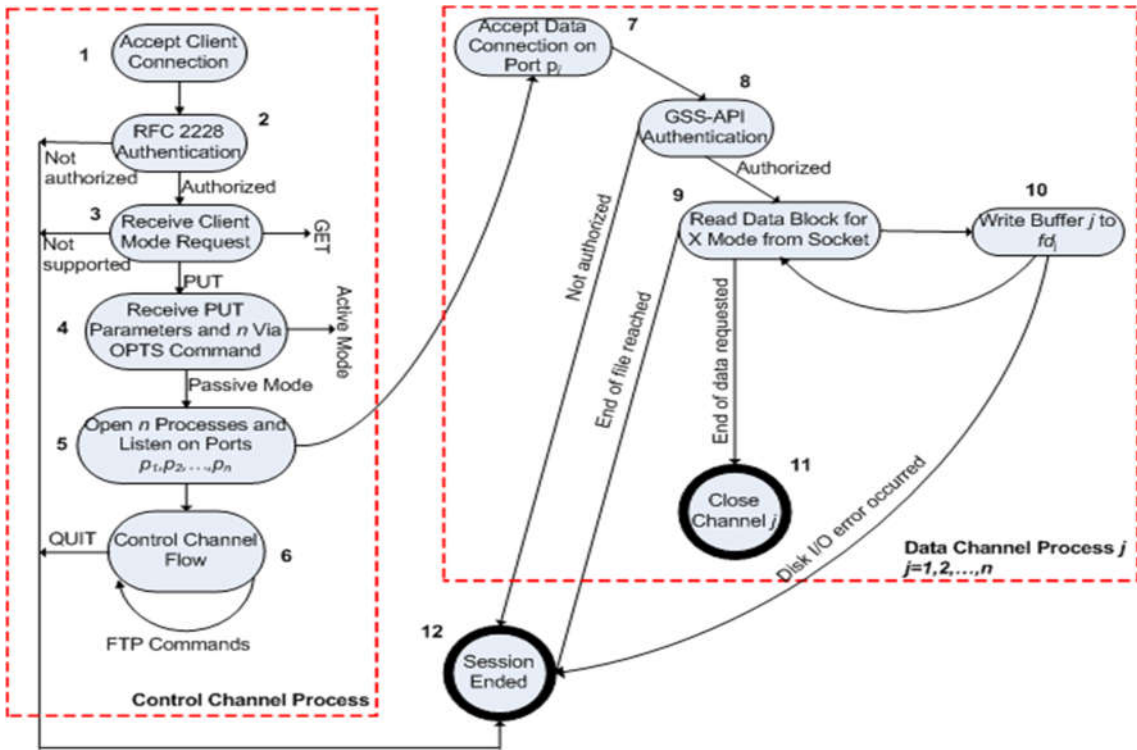 1
Accept Client
Connection
2
RFC 2228
Authentication
Not
authorized
Authorized
3
Receive Client
Mode Request
GET
Not
supported
PUT
4
Receive PUT
Parameters and n Via
OPTS Command
Active Mode
Passive Mode
5
Open n Processes and
Listen on Ports
p1,p2,...,pn
QUIT
Control Channel
Flow
6
FTP Commands
Control Channel Process
7
Accept Data
Connection on
Port pj
8
GSS-API
Authentication
Authorized
Not authorized
9
Read Data Block for
X Mode from Socket
10
Write Buffer j to
fdj
End of file reached
End of data requested
11
Close
Channel j
Disk I/O error occurred
Data Channel Process j
j=1,2,...,n
12
Session
Ended